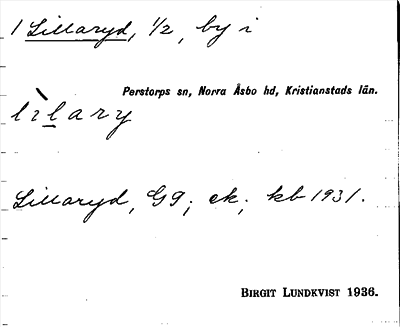 1 Lillaryd, 1/2, by i
Perstorps sn, Norra Åsbo hd, Kristianstads län.
lìlary
Lillaryd, G9; ek; kb 1931.
BIRGIT LUNDKVIST 1936.